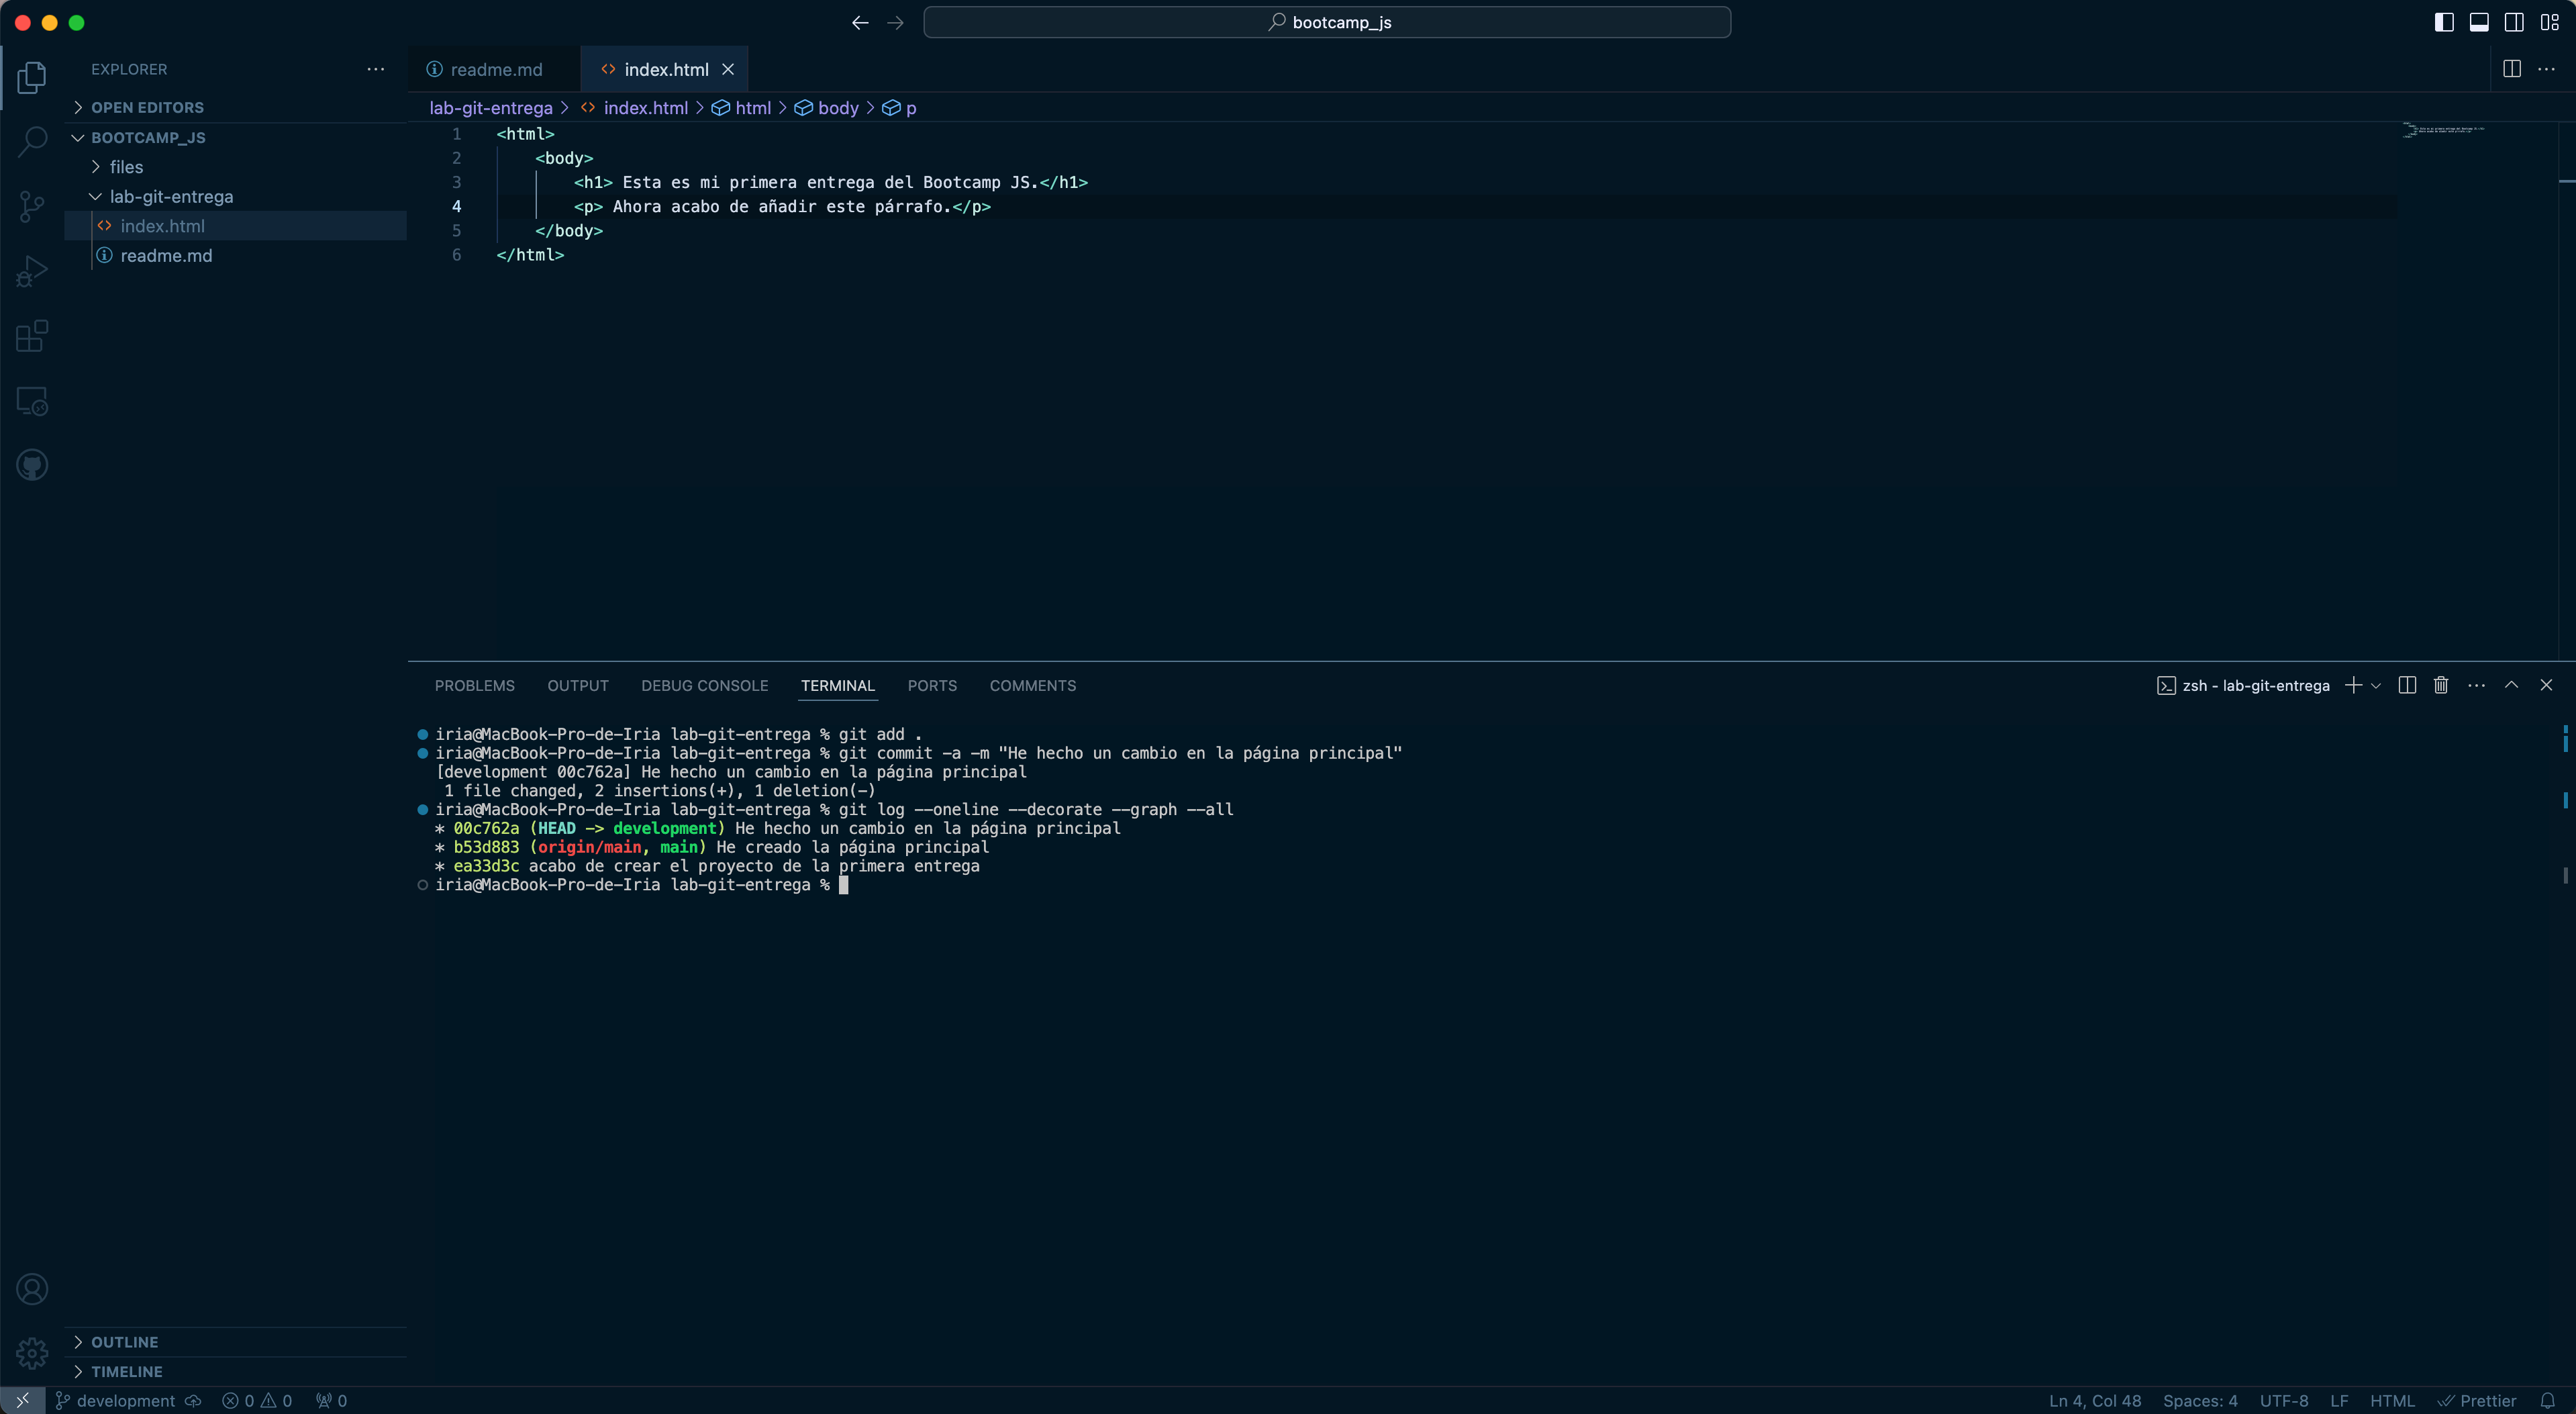 bootcamp_js
EXPLORER
OPEN EDITORS
BOOTCAMP_JS
files
lab-git-entrega
index.html
readme.md
OUTLINE
TIMELINE
readme.md
index.html
lab-git-entrega > index.html > html > body > p
1 <html>
2 <body>
3 <h1> Esta es mi primera entrega del Bootcamp JS.</h1>
4 <p> Ahora acabo de añadir este párrafo.</p>
5 </body>
6 </html>
PROBLEMS OUTPUT DEBUG CONSOLE TERMINAL PORTS COMMENTS
zsh - lab-git-entrega
iria@MacBook-Pro-de-Iria lab-git-entrega % git add .
iria@MacBook-Pro-de-Iria lab-git-entrega % git commit -a -m "He hecho un cambio en la página principal"
[development 00c762a] He hecho un cambio en la página principal
1 file changed, 2 insertions(+), 1 deletion(-)
iria@MacBook-Pro-de-Iria lab-git-entrega % git log --oneline --decorate --graph --all
* 00c762a (HEAD -> development) He hecho un cambio en la página principal
* b53d883 (origin/main, main) He creado la página principal
* ea33d3c acabo de crear el proyecto de la primera entrega
iria@MacBook-Pro-de-Iria lab-git-entrega %
development 0 0 0
Ln 4, Col 48 Spaces: 4 UTF-8 LF HTML Prettier